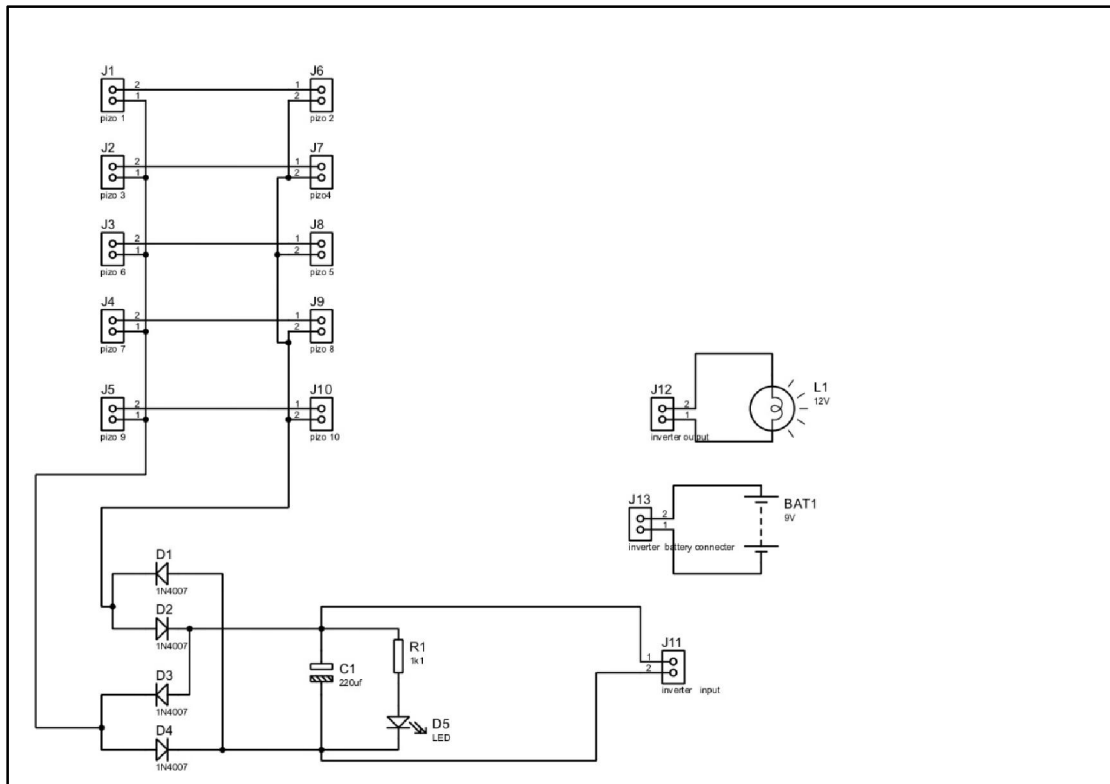 J1
2
1
pizo 1
J6
1
2
pizo 2
J2
2
1
pizo 3
J7
1
2
pizo4
J3
2
1
pizo 6
J8
1
2
pizo 5
J4
2
1
pizo 7
J9
1
2
pizo 8
J5
2
1
pizo 9
J10
1
2
pizo 10
J12
2
1
inverter output
L1
12V
J13
2
1
inverter battery connecter
BAT1
9V
D1
1N4007
D2
1N4007
D3
1N4007
D4
1N4007
C1
220uf
R1
1k1
D5
LED
J11
1
2
inverter input